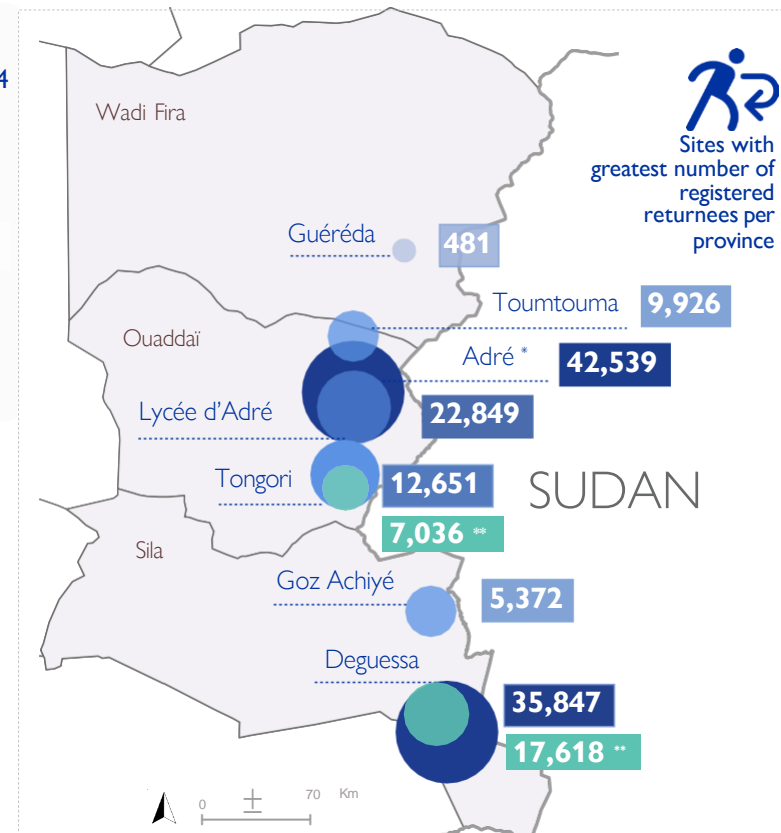 4
Wadi Fira
Sites with
greatest number of
registered
returnees per
province
Guéréda
481
Toumtouma
9,926
Ouaddaï
Adré *
42,539
Lycée d’Adré
22,849
Tongori
12,651
SUDAN
7,036 **
Sila
Goz Achiyé
5,372
Deguessa
35,847
17,618 **
0 ± 70 Km